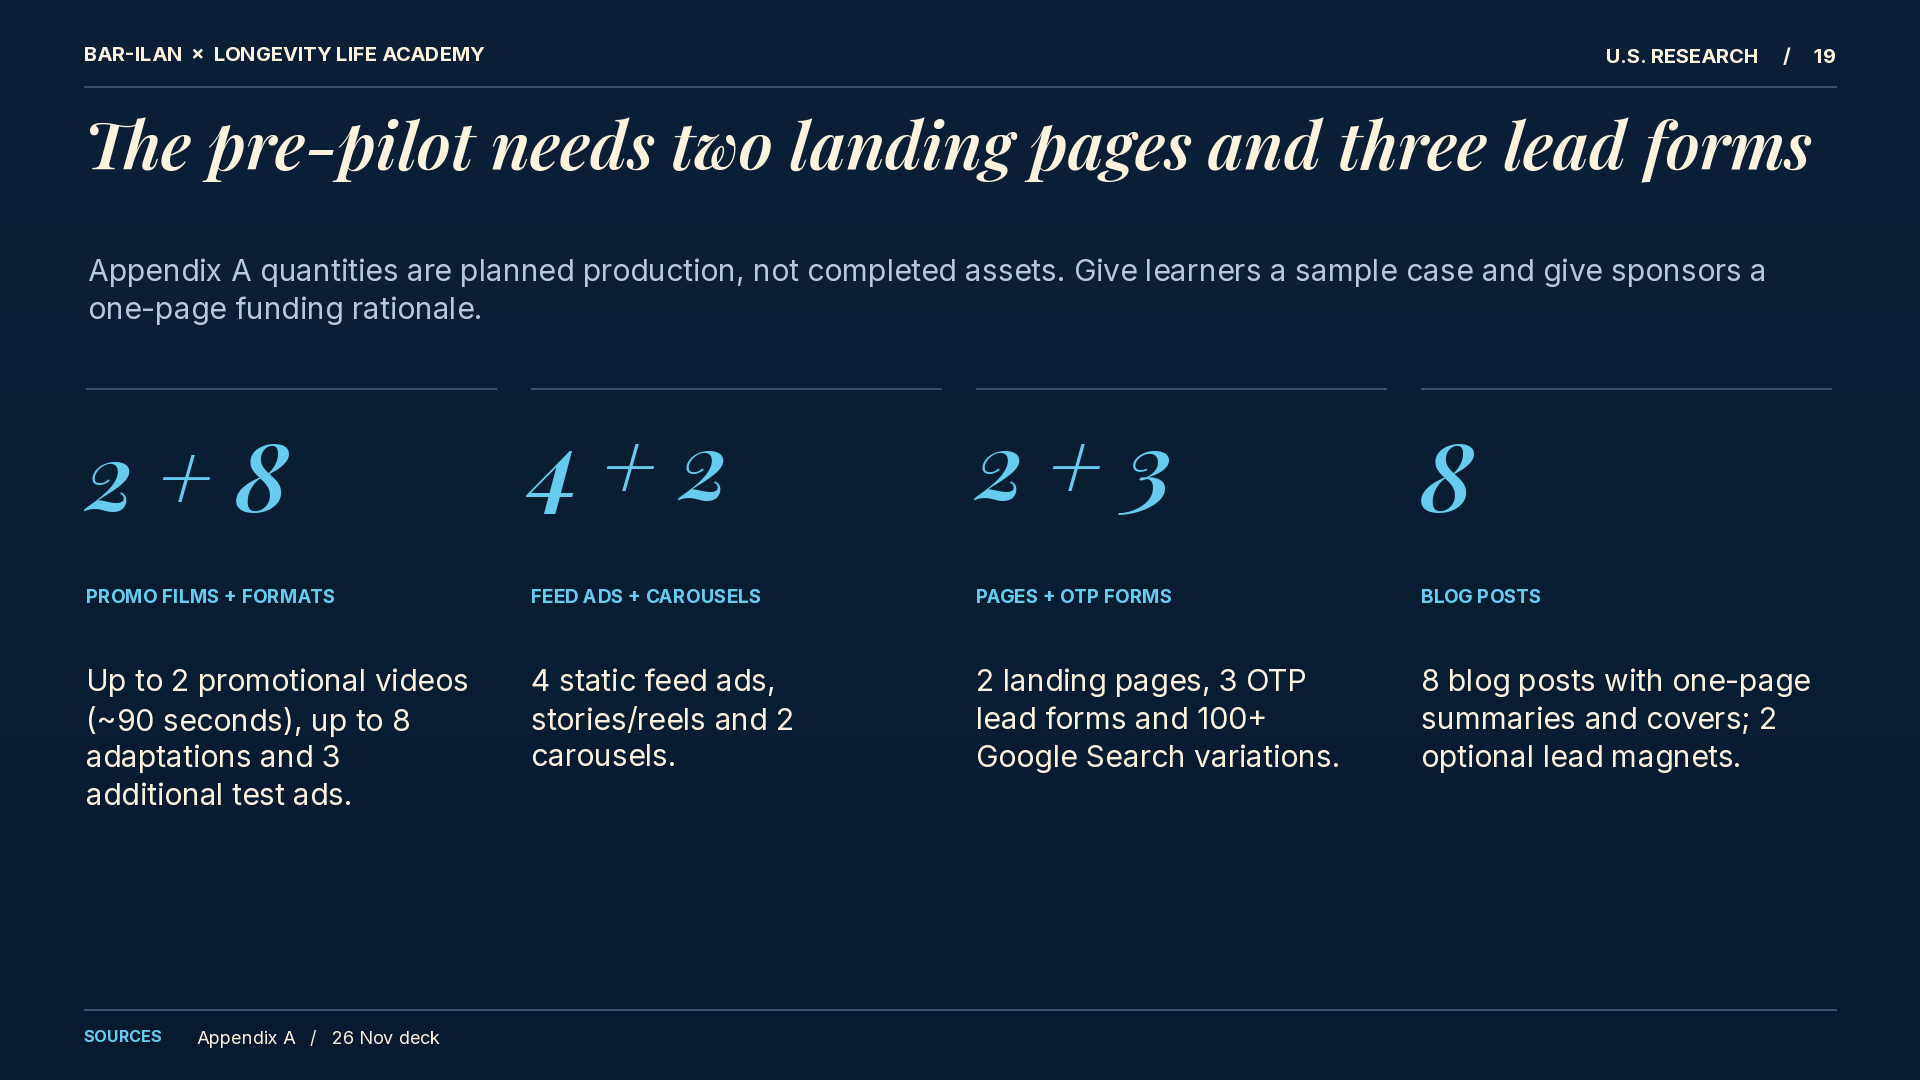 BAR-ILAN × LONGEVITY LIFE ACADEMY
U.S. RESEARCH / 19
The pre-pilot needs two landing pages and three lead forms
Appendix A quantities are planned production, not completed assets. Give learners a sample case and give sponsors a
one-page funding rationale.
2 + 8
PROMO FILMS + FORMATS
Up to 2 promotional videos
(~90 seconds), up to 8
adaptations and 3
additional test ads.
4 + 2
FEED ADS + CAROUSELS
4 static feed ads,
stories/reels and 2
carousels.
2 + 3
PAGES + OTP FORMS
2 landing pages, 3 OTP
lead forms and 100+
Google Search variations.
8
BLOG POSTS
8 blog posts with one-page
summaries and covers; 2
optional lead magnets.
SOURCES Appendix A / 26 Nov deck